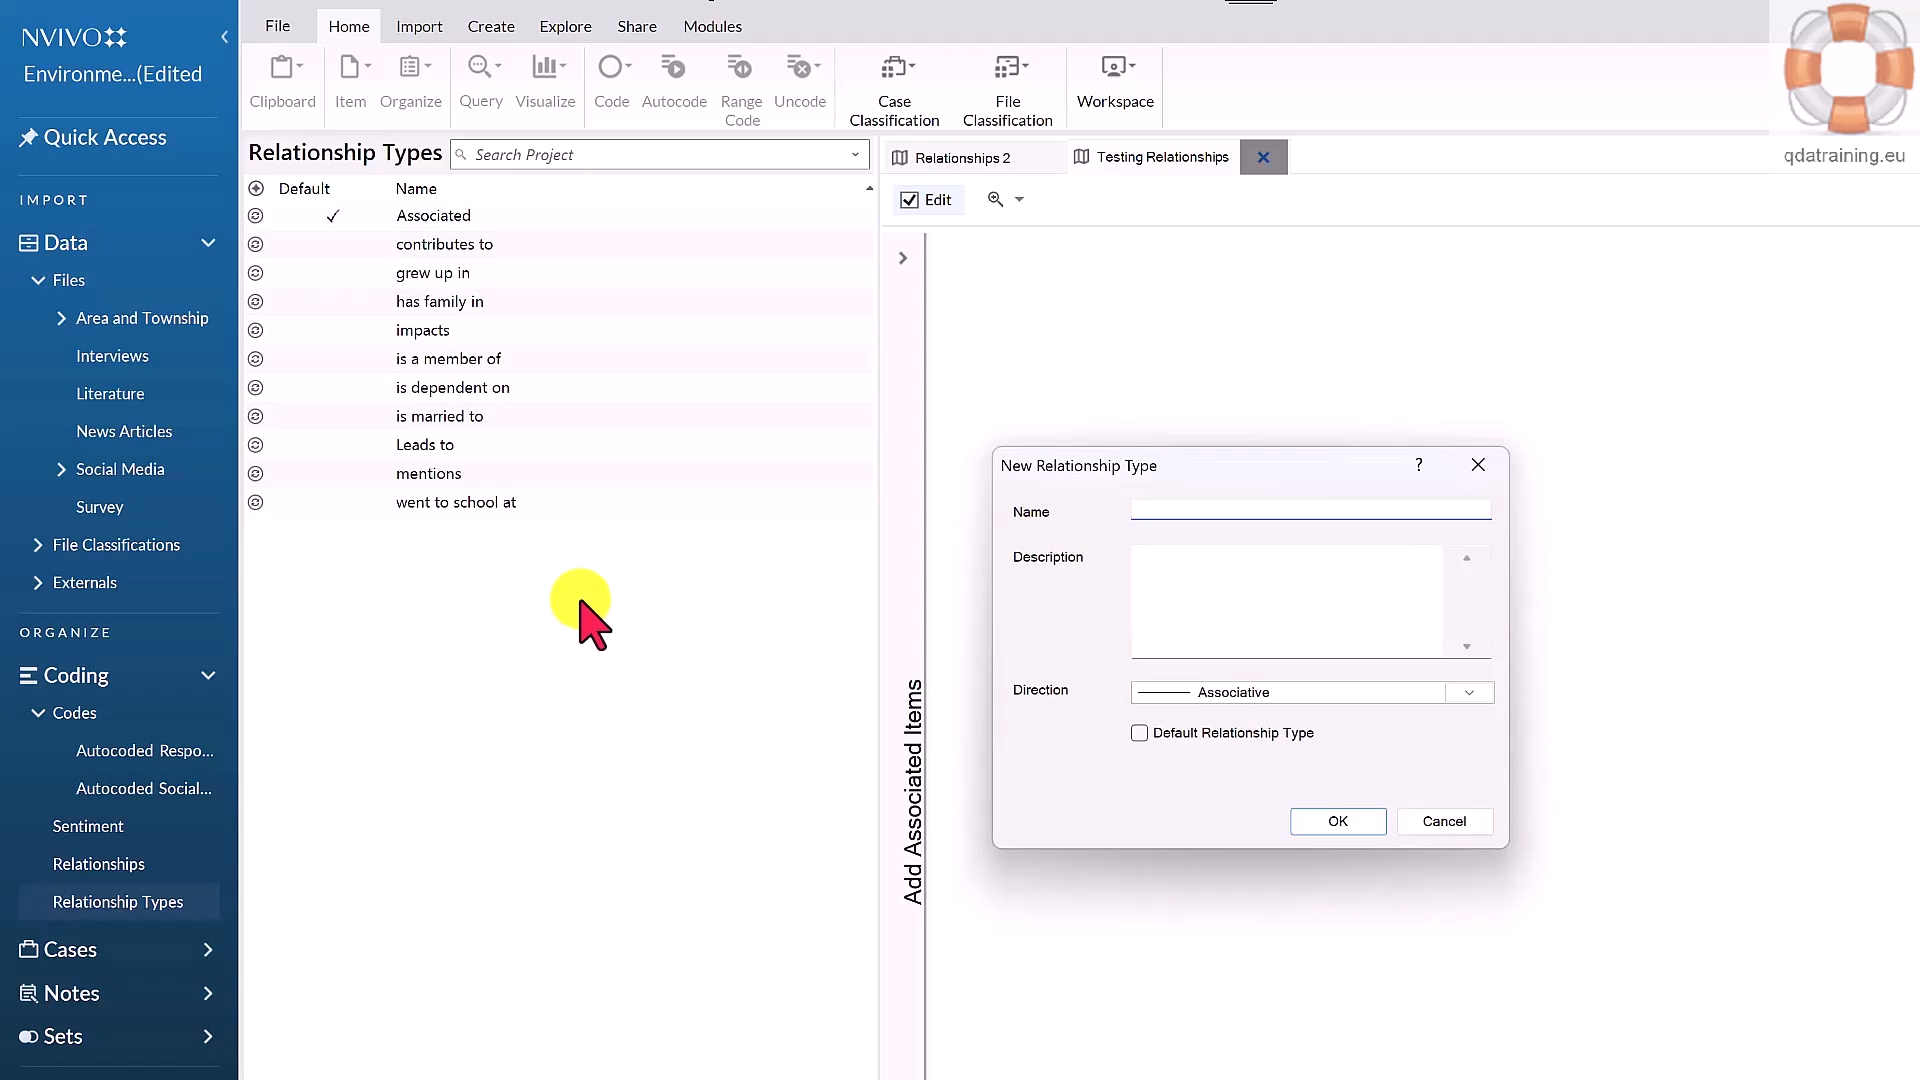 NVIVO
Environme...(Edited
Quick Access
IMPORT
Data
Files
Area and Township
Interviews
Literature
News Articles
Social Media
Survey
File Classifications
Externals
ORGANIZE
Coding
Codes
Autocoded Respo...
Autocoded Social...
Sentiment
Relationships
Relationship Types
Cases
Notes
Sets
File Home Import Create Explore Share Modules
Clipboard Item Organize Query Visualize Code Autocode Range Code Uncode Case Classification File Classification Workspace
Relationship Types Search Project
Default Name
Associated
contributes to
grew up in
has family in
impacts
is a member of
is dependent on
is married to
Leads to
mentions
went to school at
Relationships 2 Testing Relationships
Edit
Add Associated Items
New Relationship Type ?
Name
Description
Direction Associative
Default Relationship Type
OK Cancel
qdatraining.eu